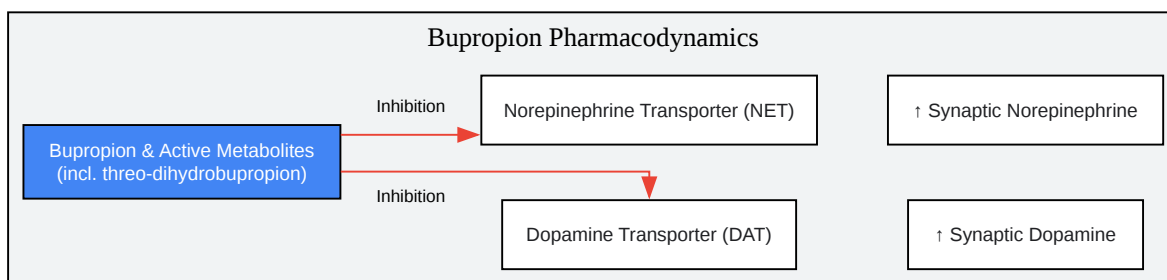 Bupropion Pharmacodynamics
Inhibition
Norepinephrine Transporter (NET)
↑ Synaptic Norepinephrine
Bupropion & Active Metabolites
(incl. threo-dihydrobupropion)
Inhibition
Dopamine Transporter (DAT)
↑ Synaptic Dopamine